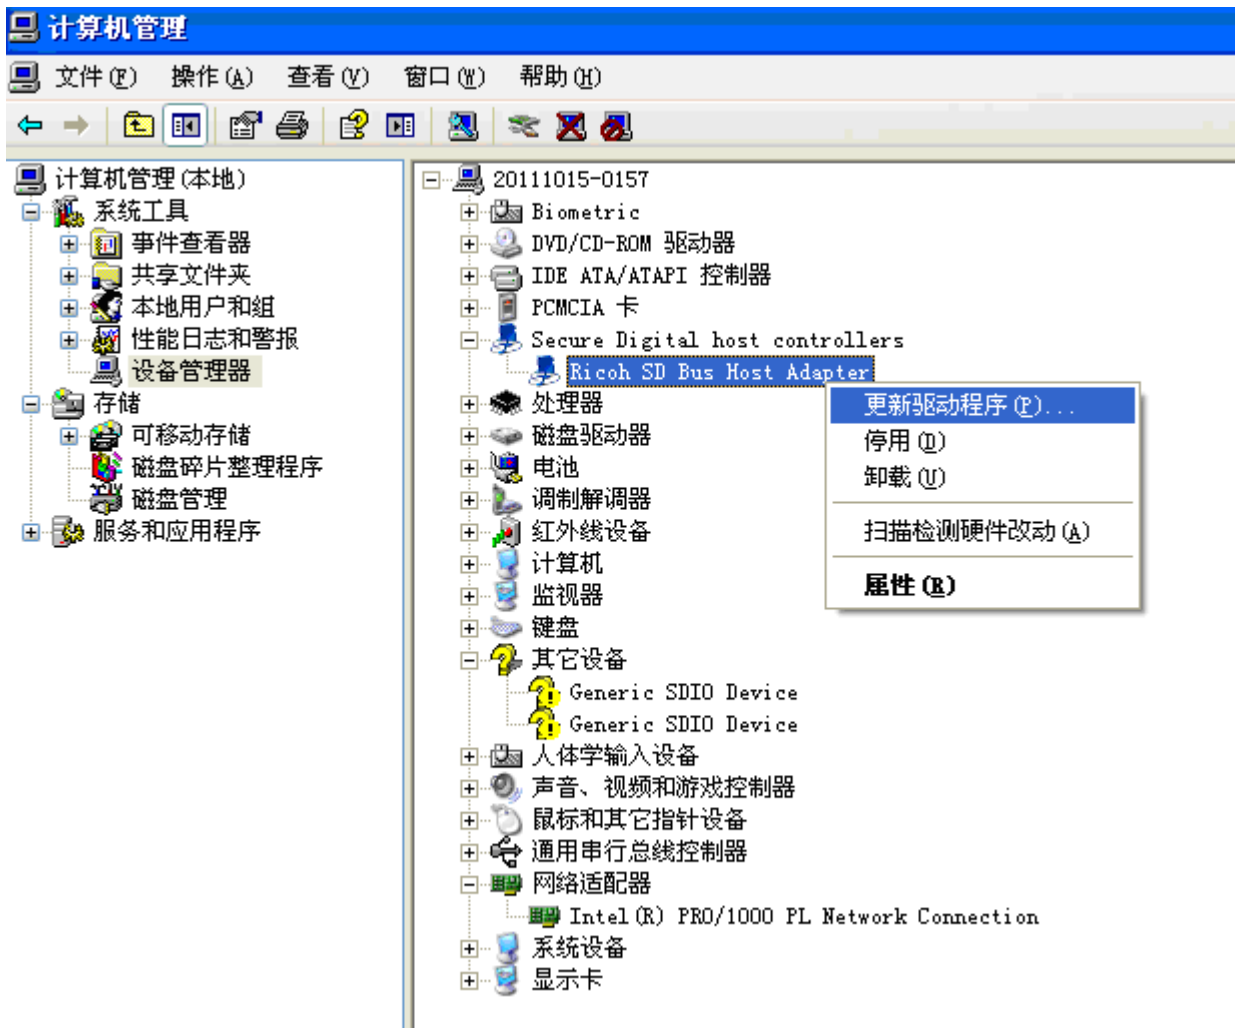 计算机管理
文件(F) 操作(A) 查看(V) 窗口(W) 帮助(H)
计算机管理(本地)
系统工具
事件查看器
共享文件夹
本地用户和组
性能日志和警报
设备管理器
存储
可移动存储
磁盘碎片整理程序
磁盘管理
服务和应用程序
20111015-0157
Biometric
DVD/CD-ROM 驱动器
IDE ATA/ATAPI 控制器
PCMCIA 卡
Secure Digital host controllers
Ricoh SD Bus Host Adapter
处理器
磁盘驱动器
电池
调制解调器
红外线设备
计算机
监视器
键盘
其它设备
Generic SDIO Device
Generic SDIO Device
人体学输入设备
声音、视频和游戏控制器
鼠标和其它指针设备
通用串行总线控制器
网络适配器
Intel(R) PRO/1000 PL Network Connection
系统设备
显示卡
更新驱动程序(P)...
停用(D)
卸载(U)
扫描检测硬件改动(A)
属性(R)